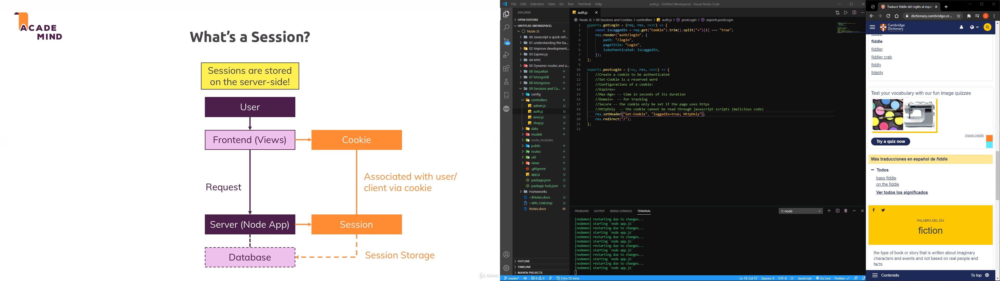 ACADE
MIND
What's a Session?
Sessions are stored
on the server-side!
User
Frontend (Views)
Cookie
Request
Associated with user/
client via cookie
Server (Node App)
Session
Database
Session Storage
Udemy
File Edit Selection View Go Run Terminal Help
auth.js - Untitled (Workspace) - Visual Studio Code
EXPLORER
OPEN EDITORS
UNTITLED (WORKSPACE)
Node JS
00 Javascript a quick refr...
01 understanding the ba...
02 Improve development...
03 Express.js
04 MVC
05 Dynamic-routes and a...
06 Sequelize
07 MongoDB
08 Mongoose
09 Sessions and Co...
config
controllers
admin.js U
auth.js U
error.js U
shop.js U
data
models
node_modules
public
routes
util
views
.gitignore U
app.js U
package.json U
package-lock.json U
Homeworks
~$Notes.docx U
~WRL1248.tmp U
Notes.docx M
OUTLINE
TIMELINE
MAVEN PROJECTS
144
Json
auth.js
Node JS > 09 Sessions and Cookies > controllers > auth.js > postLogin > exports.postLogin
1 exports.getLogin = (req, res, next) => {
2 const isLoggedIn = req.get("Cookie").trim().split("=")[1] === "true";
3 res.render("auth/login", {
4 path: "/login",
5 pageTitle: "Login",
6 isAuthenticated: isLoggedIn,
7 });
8 };
9
10 exports.postLogin = (req, res, next) => {
11 //Create a cookie to be authenticated
12 //Set-Cookie is a reserved word
13 //Configurations of a cookie:
14 //Expires=
15 //Max-Age= -- time in seconds of its duration
16 //Domain= -- for tracking
17 //Secure -- the cookie only be set if the page uses https
18 //HttpOnly -- the cookie cannot be read through javascript scripts (malicious code)
19 res.setHeader("Set-Cookie", "loggedIn=true; HttpOnly");
20 res.redirect("/");
21 };
22
PROBLEMS OUTPUT DEBUG CONSOLE TERMINAL
1: node
[nodemon] restarting due to changes...
[nodemon] starting `node app.js`
[nodemon] restarting due to changes...
[nodemon] starting `node app.js`
[nodemon] restarting due to changes...
[nodemon] starting `node app.js`
[nodemon] restarting due to changes...
[nodemon] starting `node app.js`
[nodemon] restarting due to changes...
[nodemon] starting `node app.js`
[nodemon] restarting due to changes...
[nodemon] starting `node app.js`
master* 0 0 3 hrs 55 mins
Ln 19, Col 57 Spaces: 4 UTF-8 LF JavaScript Go Live Prettier: ✓
Traducir fiddle del inglés al espa
dictionary.cambridge.or...
E
Cambridge
Dictionary
fiddle
fiddler
fiddler crab
fiddly
fidelity
Test your vocabulary with our fun image quizzes
Image credits
Try a quiz now
Más traducciones en español de fiddle
Todos
bass fiddle
on the fiddle
Ver todos los significados
PALABRA DEL DÍA
fiction
the type of book or story that is written about imaginary
characters and events and not based on real people and
facts
Contenido
To top